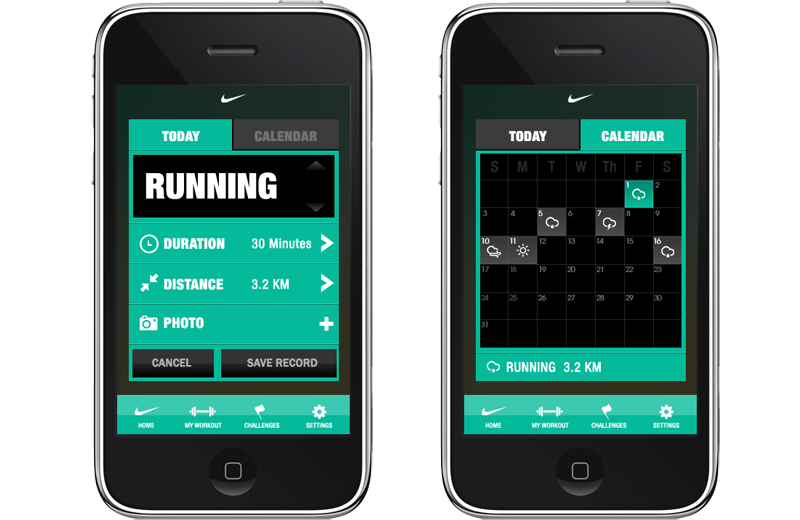 TODAY CALENDAR
RUNNING
DURATION 30 Minutes
DISTANCE 3.2 KM
PHOTO
CANCEL SAVE RECORD
HOME MY WORKOUT CHALLENGES SETTINGS
TODAY CALENDAR
S M T W Th F S
1 2
3 4 5 6 7 8 9
10 11 12 13 14 15 16
17 18 19 20 21 22 23
24 25 26 27 28 29 30
31
RUNNING 3.2 KM
HOME MY WORKOUT CHALLENGES SETTINGS